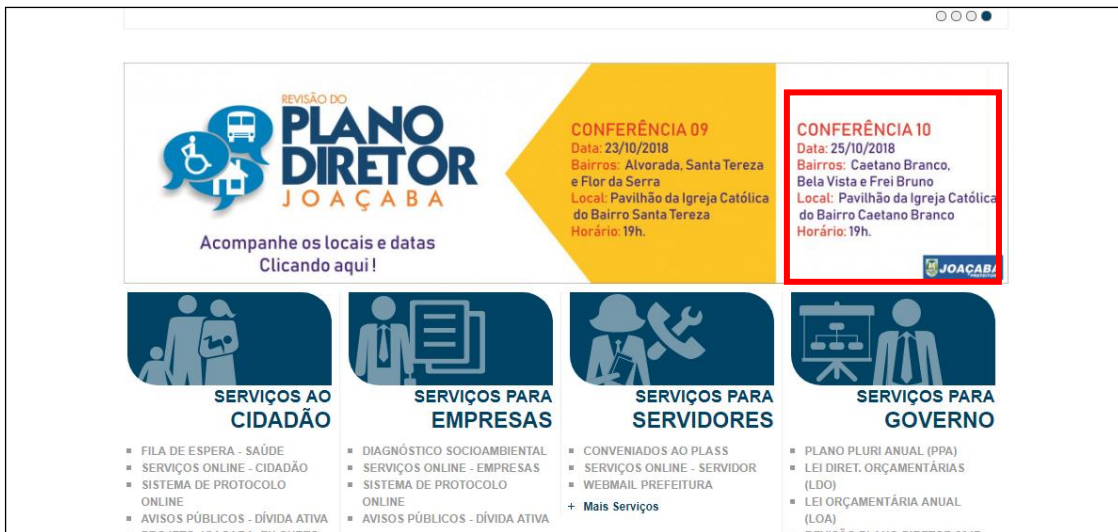 REVISÃO DO
PLANO
DIRETOR
JOAÇABA
Acompanhe os locais e datas
Clicando aqui !
CONFERÊNCIA 09
Data: 23/10/2018
Bairros: Alvorada, Santa Tereza
e Flor da Serra
Local: Pavilhão da Igreja Católica
do Bairro Santa Tereza
Horário: 19h.
CONFERÊNCIA 10
Data: 25/10/2018
Bairros: Caetano Branco,
Bela Vista e Frei Bruno
Local: Pavilhão da Igreja Católica
do Bairro Caetano Branco
Horário: 19h.
JOAÇABA
SERVIÇOS AO
CIDADÃO
FILA DE ESPERA - SAÚDE
SERVIÇOS ONLINE - CIDADÃO
SISTEMA DE PROTOCOLO
ONLINE
AVISOS PÚBLICOS - DÍVIDA ATIVA
SERVIÇOS PARA
EMPRESAS
DIAGNÓSTICO SOCIOAMBIENTAL
SERVIÇOS ONLINE - EMPRESAS
SISTEMA DE PROTOCOLO
ONLINE
AVISOS PÚBLICOS - DÍVIDA ATIVA
SERVIÇOS PARA
SERVIDORES
CONVENIADOS AO PLASS
SERVIÇOS ONLINE - SERVIDOR
WEBMAIL PREFEITURA
+ Mais Serviços
SERVIÇOS PARA
GOVERNO
PLANO PLURI ANUAL (PPA)
LEI DIRET. ORÇAMENTÁRIAS
(LDO)
LEI ORÇAMENTÁRIA ANUAL
(LOA)